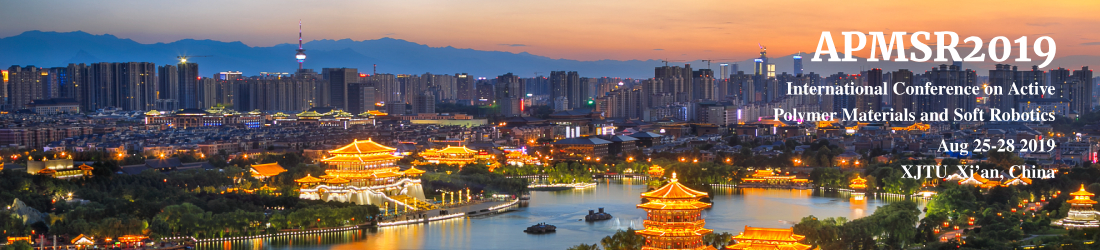 APMSR2019
International Conference on Active
Polymer Materials and Soft Robotics
Aug 25-28 2019
XJTU, Xi'an, China